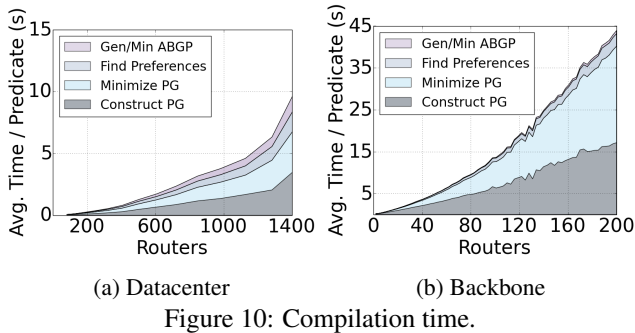 Avg. Time / Predicate (s)
15
10
5
0
Gen/Min ABGP
Find Preferences
Minimize PG
Construct PG
200 600 1000 1400
Routers
(a) Datacenter
Avg. Time / Predicate (s)
45
35
25
15
5
Gen/Min ABGP
Find Preferences
Minimize PG
Construct PG
0 40 80 120 160 200
Routers
(b) Backbone
Figure 10: Compilation time.